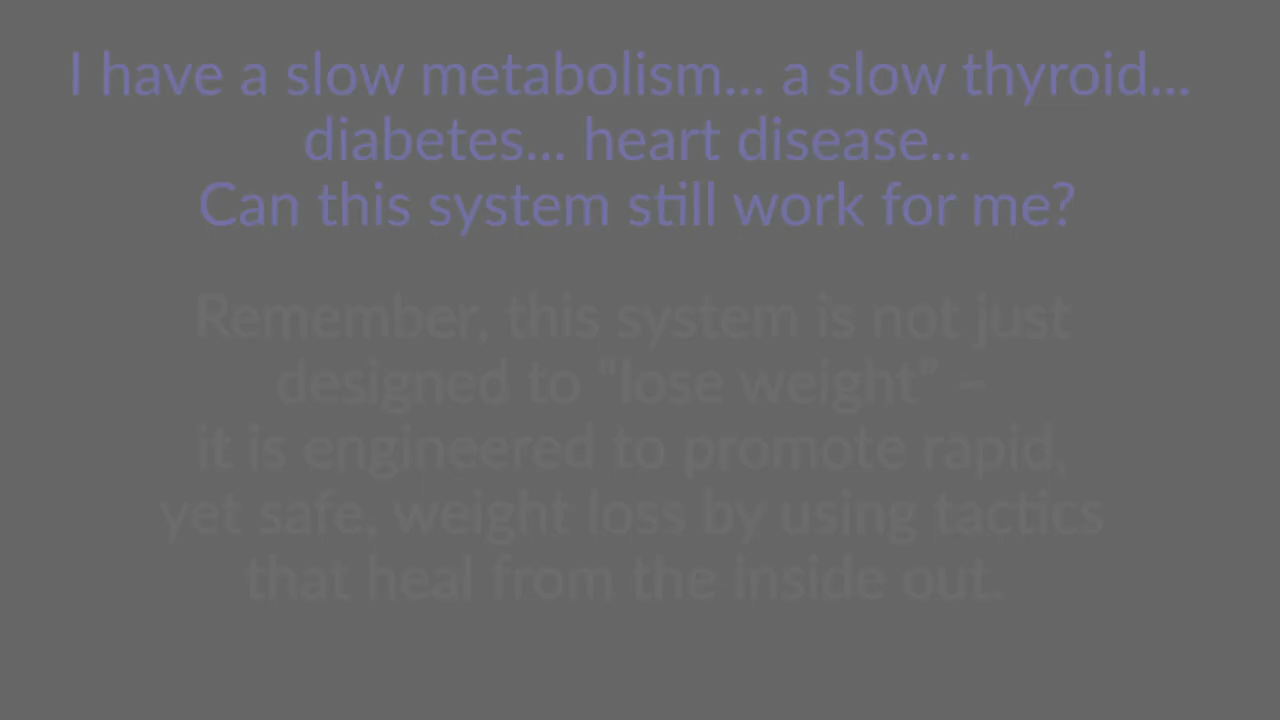 I have a slow metabolism... a slow thyroid...
diabetes... heart disease...
Can this system still work for me?
Remember, this system is not just
designed to "lose weight" –
it is engineered to promote rapid,
yet safe, weight loss by using tactics
that heal from the inside out.